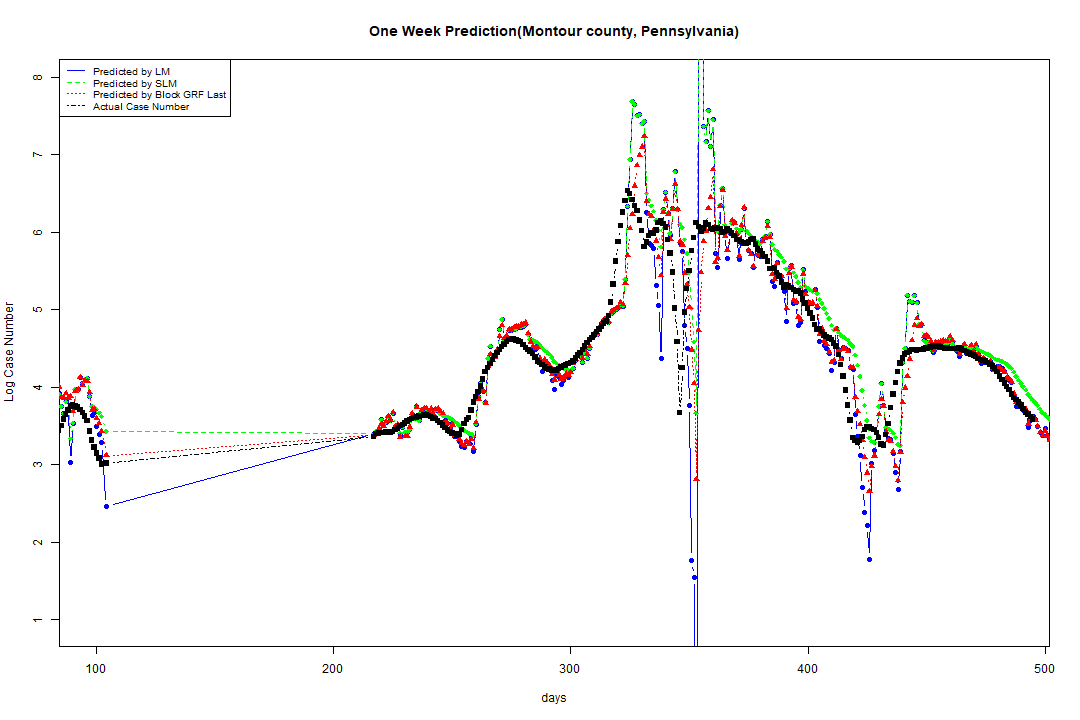 One Week Prediction(Montour county, Pennsylvania)
Predicted by LM
Predicted by SLM
Predicted by Block GRF Last
Actual Case Number
8
7
6
5
4
3
2
1
Log Case Number
100 200 300 400 500
days